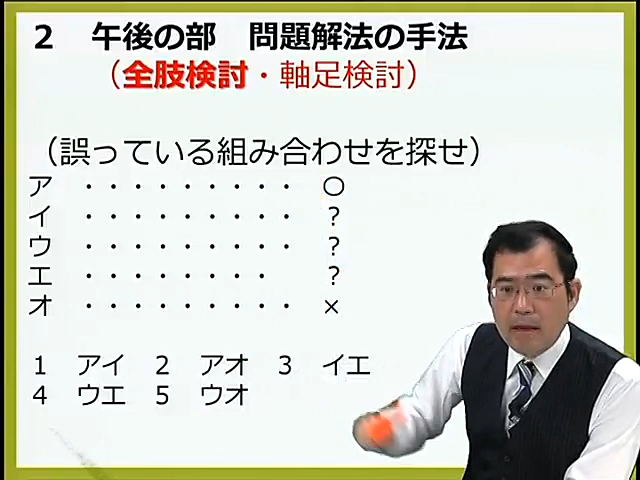 2 午後の部 問題解法の手法
（全肢検討・軸足検討）
（誤っている組み合わせを探せ）
ア ・・・・・・・・・ ○
イ ・・・・・・・・・ ？
ウ ・・・・・・・・・ ？
エ ・・・・・・・・ ？
オ ・・・・・・・・・ ×
1 アイ 2 アオ 3 イエ
4 ウエ 5 ウオ